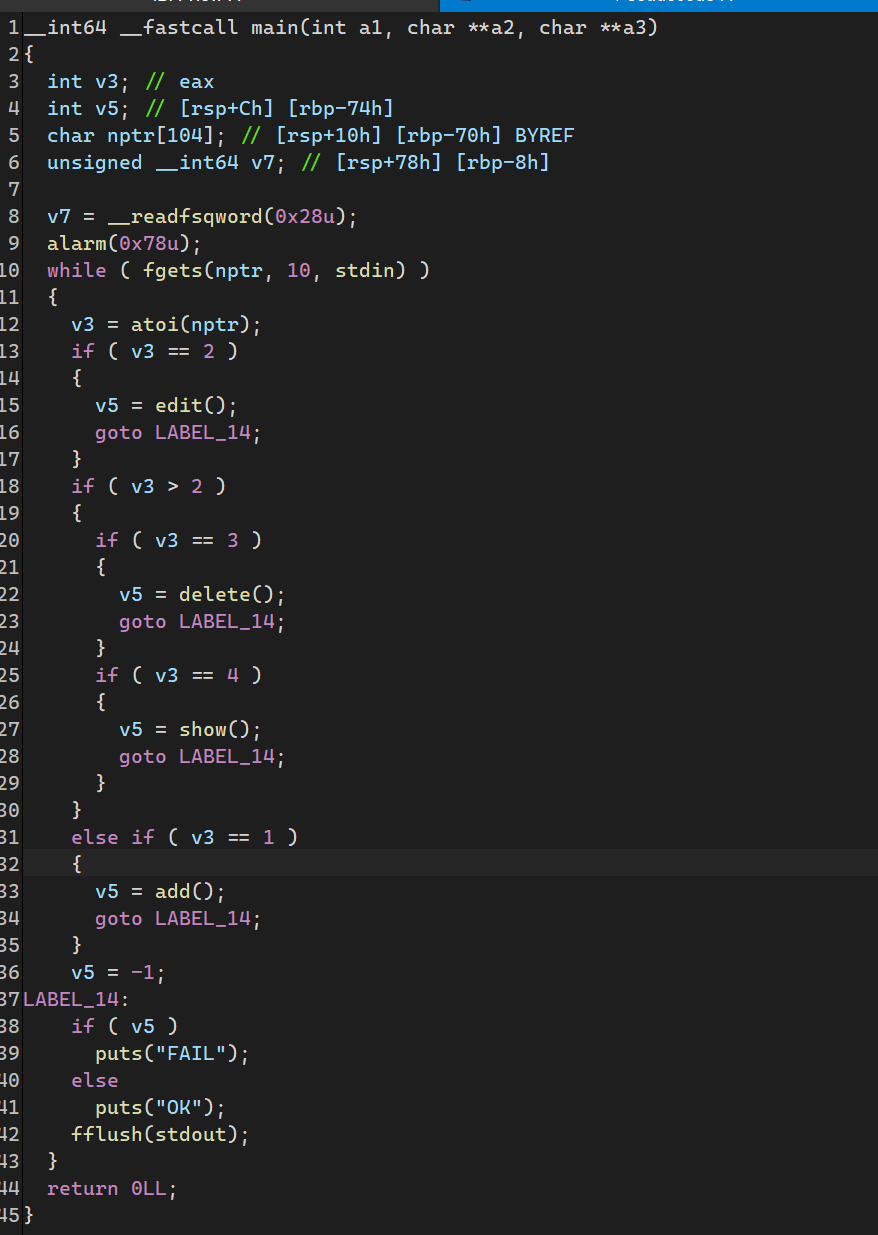 1 __int64 __fastcall main(int a1, char **a2, char **a3)
2 {
3   int v3; // eax
4   int v5; // [rsp+Ch] [rbp-74h]
5   char nptr[104]; // [rsp+10h] [rbp-70h] BYREF
6   unsigned __int64 v7; // [rsp+78h] [rbp-8h]
7
8   v7 = __readfsqword(0x28u);
9   alarm(0x78u);
10   while ( fgets(nptr, 10, stdin) )
11   {
12     v3 = atoi(nptr);
13     if ( v3 == 2 )
14     {
15       v5 = edit();
16       goto LABEL_14;
17     }
18     if ( v3 > 2 )
19     {
20       if ( v3 == 3 )
21       {
22         v5 = delete();
23         goto LABEL_14;
24       }
25       if ( v3 == 4 )
26       {
27         v5 = show();
28         goto LABEL_14;
29       }
30     }
31     else if ( v3 == 1 )
32     {
33       v5 = add();
34       goto LABEL_14;
35     }
36     v5 = -1;
37 LABEL_14:
38     if ( v5 )
39       puts("FAIL");
40     else
41       puts("OK");
42     fflush(stdout);
43   }
44   return 0LL;
45 }